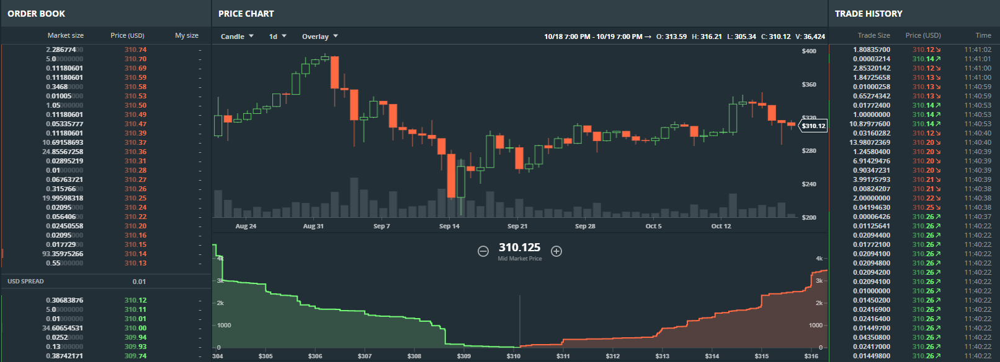 ORDER BOOK
Market size Price (USD) My size
2.28677400 310.74 -
5.00000000 310.70 -
0.11180601 310.69 -
0.11180601 310.59 -
0.34680000 310.58 -
0.01005000 310.53 -
1.05000000 310.50 -
0.11180601 310.49 -
0.05335777 310.47 -
0.11180601 310.39 -
10.69158693 310.37 -
24.85567258 310.36 -
0.02895219 310.31 -
0.01000000 310.28 -
0.06763721 310.27 -
0.31576600 310.26 -
19.99598318 310.25 -
0.02095000 310.24 -
0.05640600 310.22 -
0.02450558 310.20 -
0.02095000 310.16 -
0.01772900 310.15 -
93.35975266 310.14 -
0.55000000 310.13 -
USD SPREAD 0.01
0.30683876 310.12 -
5.00000000 310.11 -
0.01000000 310.01 -
34.60654531 310.00 -
0.02520000 309.94 -
0.13000000 309.93 -
0.38742171 309.74 -
PRICE CHART
Candle 1d Overlay
10/18 7:00 PM - 10/19 7:00 PM → O: 313.59 H: 316.21 L: 305.34 C: 310.12 V: 36,424
$400
$360
$320
$310.12
$280
$240
$200
Aug 24 Aug 31 Sep 7 Sep 14 Sep 21 Sep 28 Oct 5 Oct 12
310.125
Mid Market Price
4k 4k
3k 3k
2k 2k
1000 1000
0 0
304 $305 $306 $307 $308 $309 $310 $311 $312 $313 $314 $315 $316
TRADE HISTORY
Trade Size Price (USD) Time
1.80835700 310.12↘ 11:41:02
0.00003214 310.14↗ 11:41:01
2.85320142 310.12↘ 11:41:00
1.84725658 310.13↘ 11:41:00
0.01000258 310.13↘ 11:40:59
0.65274342 310.13↘ 11:40:59
0.01772400 310.14↗ 11:40:53
1.00000000 310.14↗ 11:40:53
10.87977600 310.14↗ 11:40:53
0.03160282 310.12↘ 11:40:40
13.98072369 310.20↘ 11:40:40
1.24580400 310.20↘ 11:40:39
6.91429476 310.20↘ 11:40:39
0.90347231 310.20↘ 11:40:39
3.99175793 310.21↘ 11:40:39
0.00824207 310.21↘ 11:40:38
2.00000000 310.22↘ 11:40:38
0.04194630 310.25↘ 11:40:38
0.00006426 310.26↗ 11:40:37
0.01125641 310.26↗ 11:40:22
0.02094400 310.26↗ 11:40:22
0.01772100 310.26↗ 11:40:22
0.02094100 310.26↗ 11:40:22
0.02094800 310.26↗ 11:40:22
0.02094200 310.26↗ 11:40:22
0.02094100 310.26↗ 11:40:22
0.01000000 310.26↗ 11:40:22
0.01450200 310.26↗ 11:40:22
0.02416900 310.26↗ 11:40:22
0.02416400 310.26↗ 11:40:22
0.01449700 310.26↗ 11:40:22
0.04350800 310.26↗ 11:40:22
0.02417000 310.26↗ 11:40:22
0.01449800 310.26↗ 11:40:22